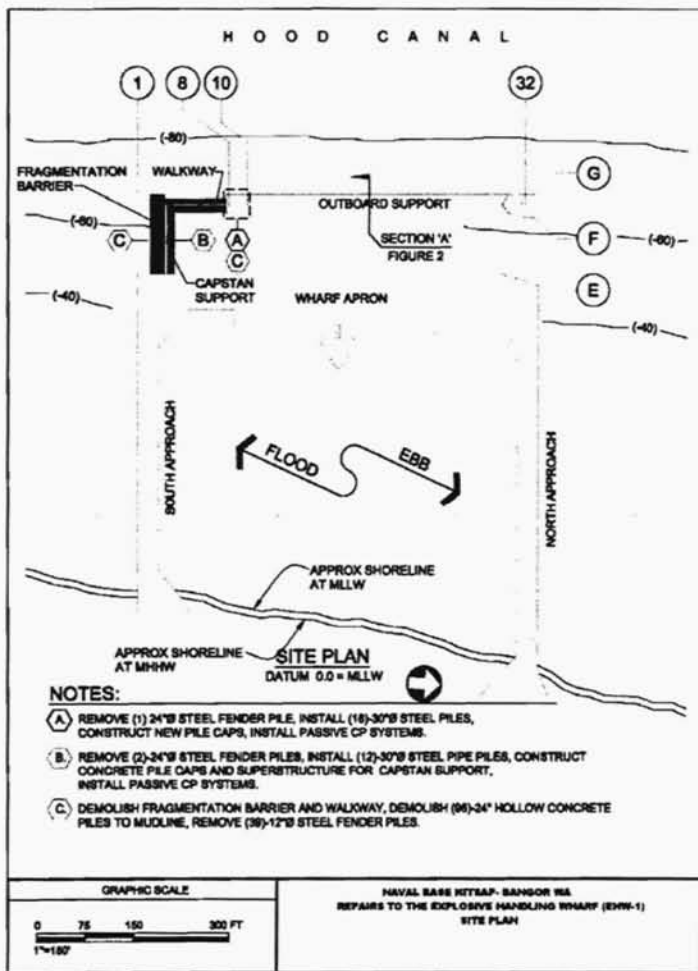 HOOD CANAL
1 8 10 32
(-80)
FRAGMENTATION
BARRIER
WALKWAY
G
OUTBOARD SUPPORT
(-60)
C B A
C
SECTION 'A'
FIGURE 2
F
(-60)
CAPSTAN
SUPPORT
E
(-40)
WHARF APRON
(-40)
FLOOD EBB
SOUTH APPROACH
NORTH APPROACH
APPROX SHORELINE
AT MLLW
APPROX SHORELINE
AT MHHW
SITE PLAN
DATUM 0.0 = MLLW
NOTES:
A REMOVE (1) 24"Ø STEEL FENDER PILE, INSTALL (16)-30"Ø STEEL PILES,
CONSTRUCT NEW PILE CAPS, INSTALL PASSIVE CP SYSTEMS.
B. REMOVE (2)-24"Ø STEEL FENDER PILES, INSTALL (12)-30"Ø STEEL PIPE PILES, CONSTRUCT
CONCRETE PILE CAPS AND SUPERSTRUCTURE FOR CAPSTAN SUPPORT,
INSTALL PASSIVE CP SYSTEMS.
C. DEMOLISH FRAGMENTATION BARRIER AND WALKWAY, DEMOLISH (96)-24" HOLLOW CONCRETE
PILES TO MUDLINE, REMOVE (39)-12"Ø STEEL FENDER PILES.
GRAPHIC SCALE
0 75 150 300 FT
1"=150'
NAVAL BASE KITSAP- BANGOR WA
REPAIRS TO THE EXPLOSIVE HANDLING WHARF (EHW-1)
SITE PLAN